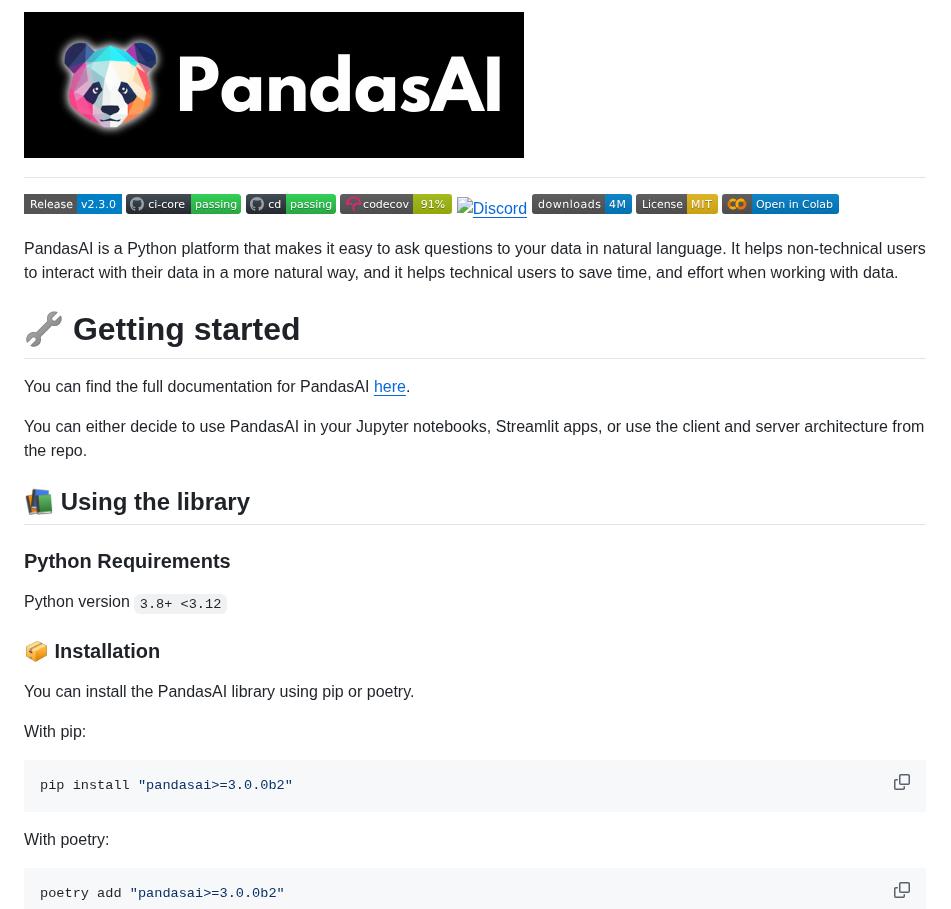 PandasAI
Release v2.3.0 ci-core passing cd passing codecov 91% Discord downloads 4M License MIT Open in Colab
PandasAI is a Python platform that makes it easy to ask questions to your data in natural language. It helps non-technical users
to interact with their data in a more natural way, and it helps technical users to save time, and effort when working with data.
🔧 Getting started
You can find the full documentation for PandasAI here.
You can either decide to use PandasAI in your Jupyter notebooks, Streamlit apps, or use the client and server architecture from
the repo.
📚 Using the library
Python Requirements
Python version 3.8+ <3.12
📦 Installation
You can install the PandasAI library using pip or poetry.
With pip:
pip install "pandasai>=3.0.0b2"
With poetry:
poetry add "pandasai>=3.0.0b2"